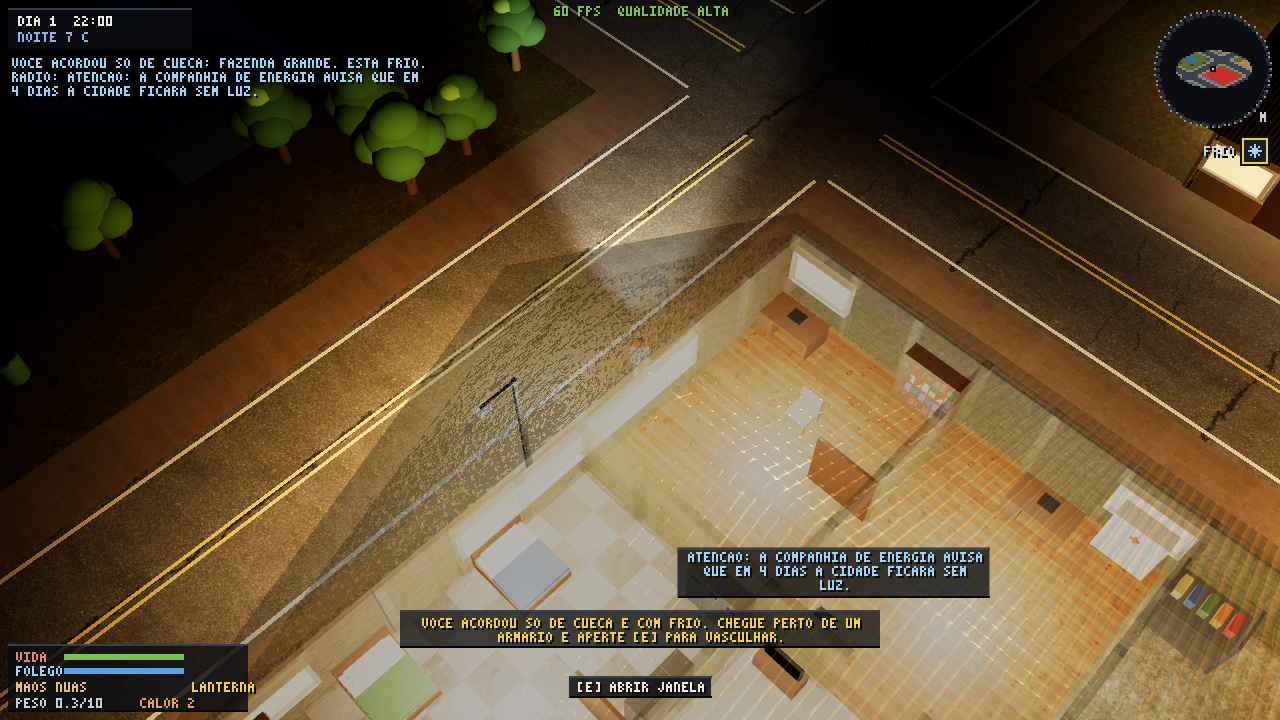 60 FPS QUALIDADE ALTA
DIA 1 22:00
NOITE 7 C
VOCE ACORDOU SO DE CUECA: FAZENDA GRANDE. ESTA FRIO.
RADIO: ATENCAO: A COMPANHIA DE ENERGIA AVISA QUE EM
4 DIAS A CIDADE FICARA SEM LUZ.
N
FRIO
ATENCAO: A COMPANHIA DE ENERGIA AVISA
QUE EM 4 DIAS A CIDADE FICARA SEM
LUZ.
VOCE ACORDOU SO DE CUECA E COM FRIO. CHEGUE PERTO DE UM
ARMARIO E APERTE [E] PARA VASCULHAR.
[E] ABRIR JANELA
VIDA
FOLEGO
MAOS NUAS LANTERNA
PESO 0.3/10 CALOR 2